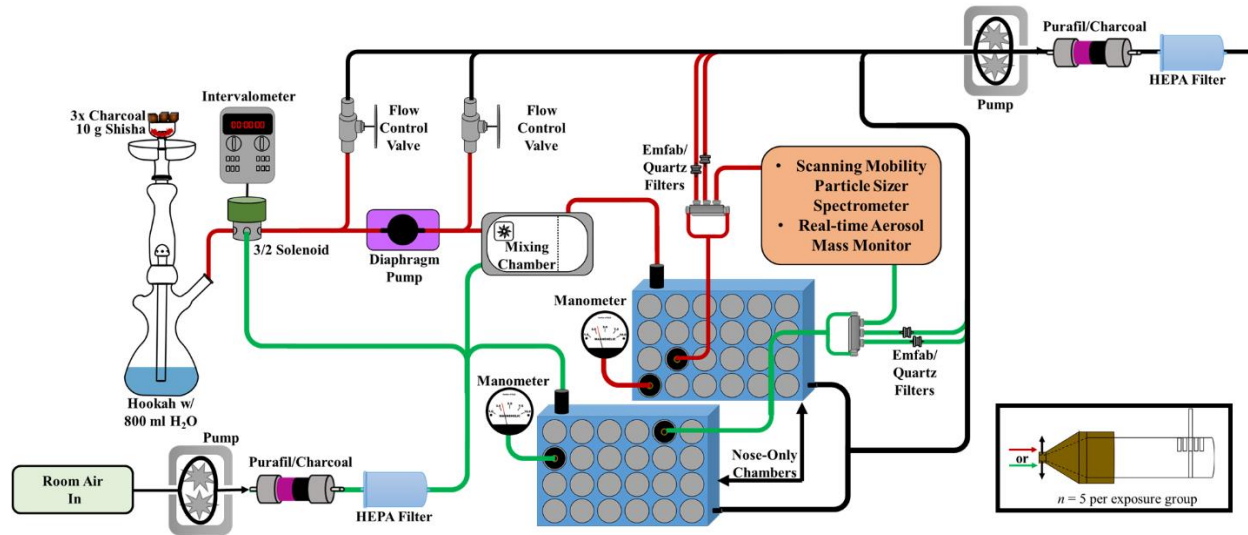 3x Charcoal
10 g Shisha
Intervalometer
00:00:00
3/2 Solenoid
Hookah w/
800 ml H₂O
Flow
Control
Valve
Flow
Control
Valve
Diaphragm
Pump
Mixing
Chamber
Emfab/
Quartz
Filters
• Scanning Mobility
Particle Sizer
Spectrometer
• Real-time Aerosol
Mass Monitor
Pump
Purafil/Charcoal
HEPA Filter
Manometer
Manometer
Emfab/
Quartz
Filters
Nose-Only
Chambers
Room Air
In
Pump
Purafil/Charcoal
HEPA Filter
or
n = 5 per exposure group